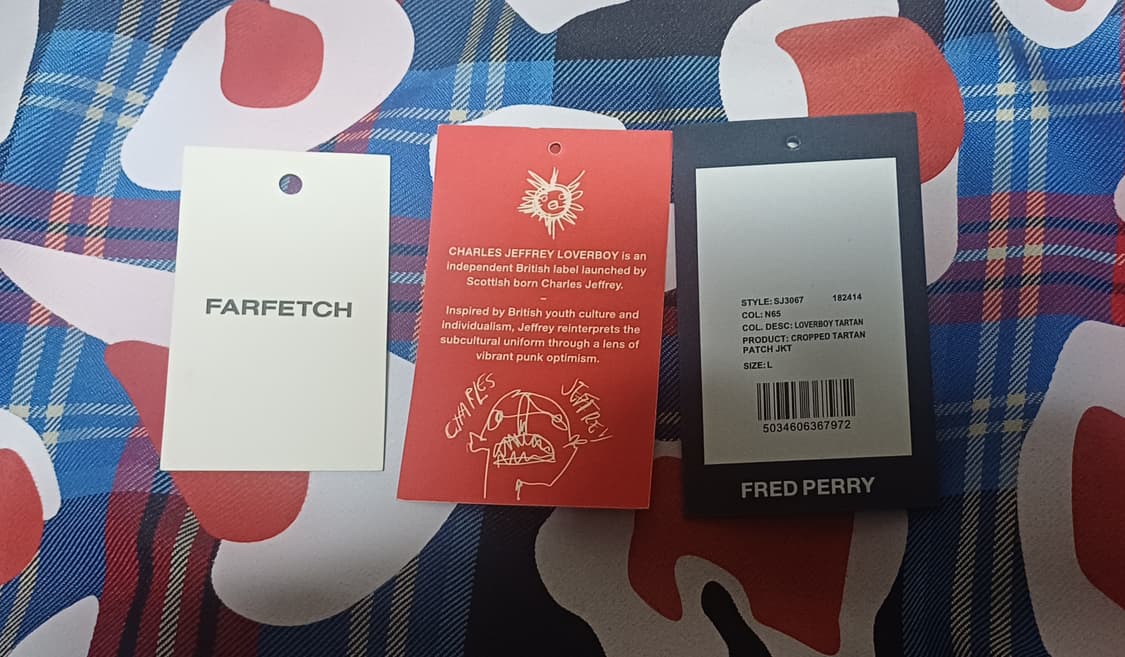 FARFETCH
CHARLES JEFFREY LOVERBOY is an
independent British label launched by
Scottish born Charles Jeffrey.
–
Inspired by British youth culture and
individualism, Jeffrey reinterprets the
subcultural uniform through a lens of
vibrant punk optimism.
CHARLES JEFFREY
STYLE: SJ3067 182414
COL: N65
COL. DESC: LOVERBOY TARTAN
PRODUCT: CROPPED TARTAN
PATCH JKT
SIZE: L
5034606367972
FRED PERRY